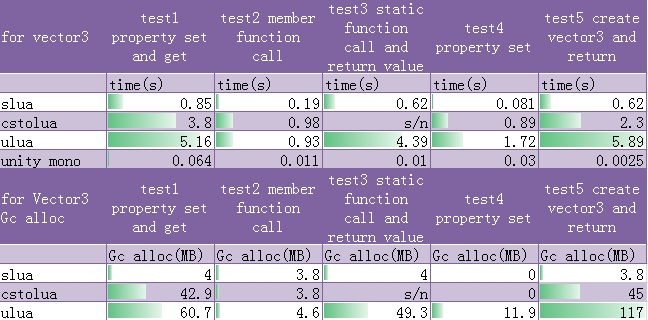 for vector3 test1 property set and get test2 member function call test3 static function call and return value test4 property set test5 create vector3 and return
time(s) time(s) time(s) time(s) time(s)
slua 0.85 0.19 0.62 0.081 0.62
cstolua 3.8 0.98 s/n 0.89 2.3
ulua 5.16 0.93 4.39 1.72 5.89
unity mono 0.064 0.011 0.01 0.03 0.0025
for Vector3 Gc alloc test1 property set and get test2 member function call test3 static function call and return value test4 property set test5 create vector3 and return
Gc alloc(MB) Gc alloc(MB) Gc alloc(MB) Gc alloc(MB) Gc alloc(MB)
slua 4 3.8 4 0 3.8
cstolua 42.9 3.8 s/n 0 45
ulua 60.7 4.6 49.3 11.9 117